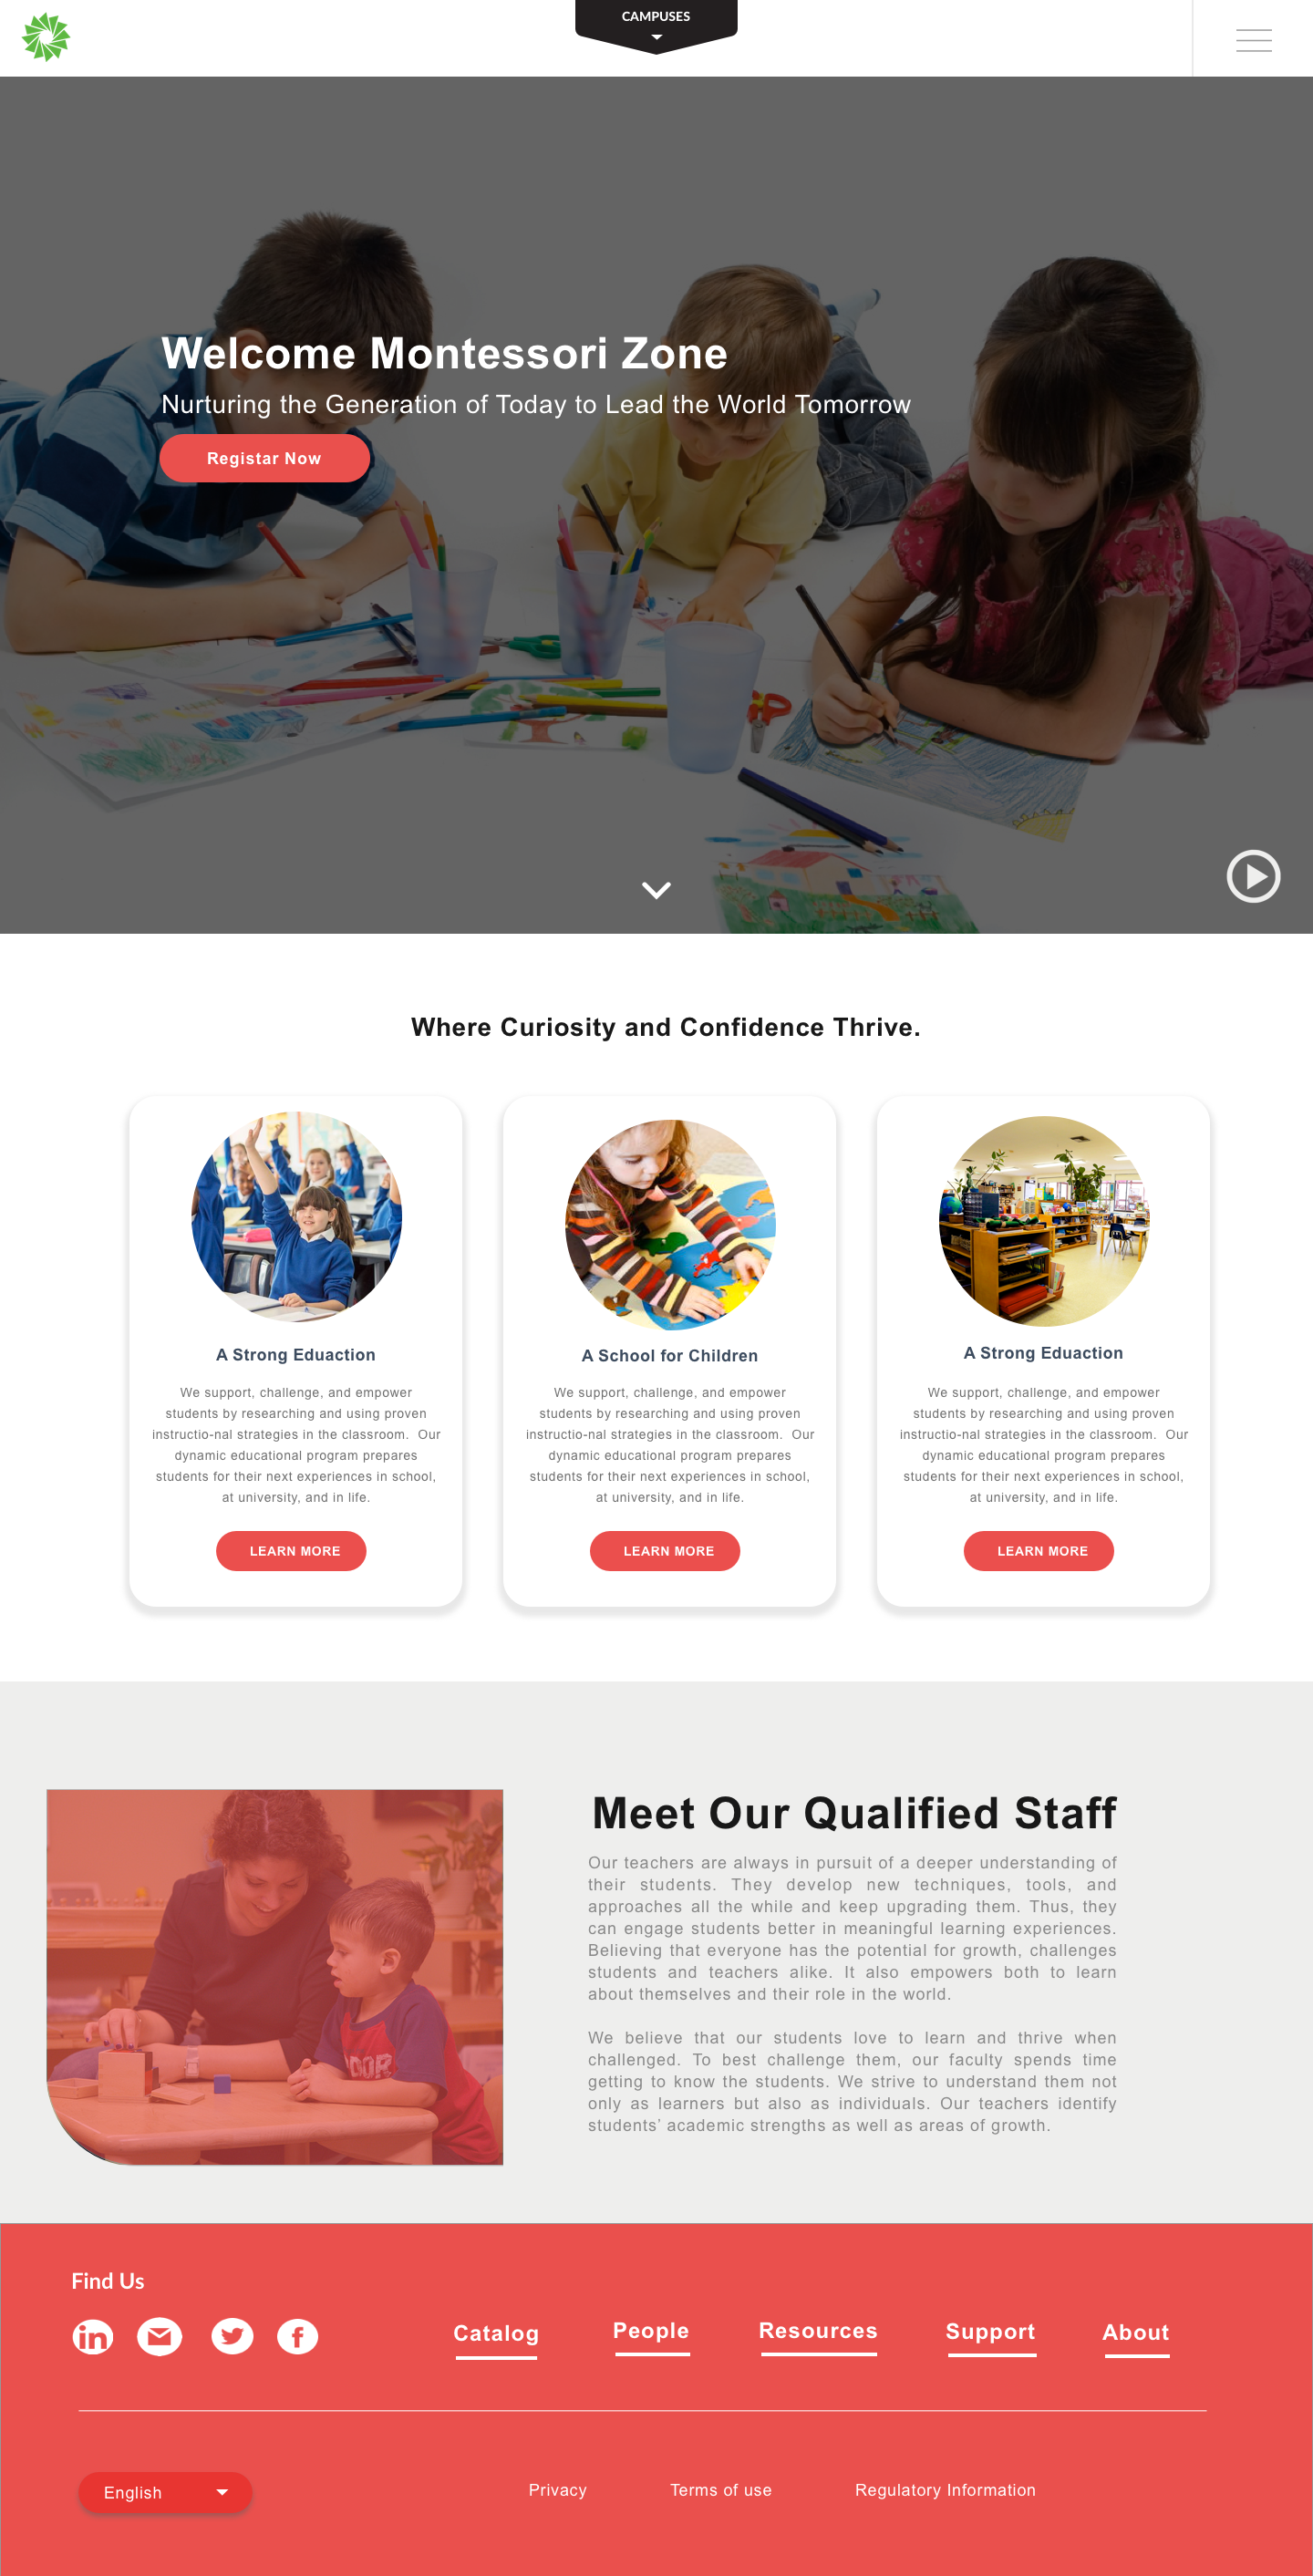 CAMPUSES
Welcome Montessori Zone
Nurturing the Generation of Today to Lead the World Tomorrow
Registar Now
Where Curiosity and Confidence Thrive.
A Strong Eduaction
We support, challenge, and empower
students by researching and using proven
instructio-nal strategies in the classroom. Our
dynamic educational program prepares
students for their next experiences in school,
at university, and in life.
LEARN MORE
A School for Children
We support, challenge, and empower
students by researching and using proven
instructio-nal strategies in the classroom. Our
dynamic educational program prepares
students for their next experiences in school,
at university, and in life.
LEARN MORE
A Strong Eduaction
We support, challenge, and empower
students by researching and using proven
instructio-nal strategies in the classroom. Our
dynamic educational program prepares
students for their next experiences in school,
at university, and in life.
LEARN MORE
Meet Our Qualified Staff
Our teachers are always in pursuit of a deeper understanding of
their students. They develop new techniques, tools, and
approaches all the while and keep upgrading them. Thus, they
can engage students better in meaningful learning experiences.
Believing that everyone has the potential for growth, challenges
students and teachers alike. It also empowers both to learn
about themselves and their role in the world.
We believe that our students love to learn and thrive when
challenged. To best challenge them, our faculty spends time
getting to know the students. We strive to understand them not
only as learners but also as individuals. Our teachers identify
students’ academic strengths as well as areas of growth.
Find Us
in
f
Catalog
People
Resources
Support
About
English
Privacy
Terms of use
Regulatory Information